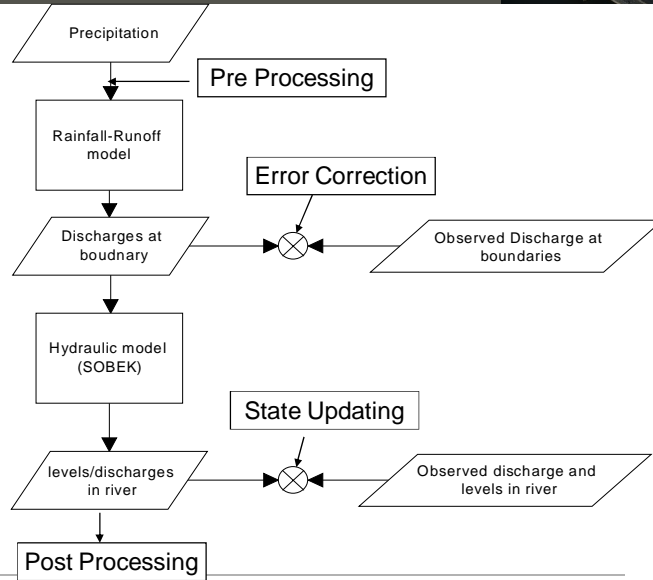 Precipitation
Pre Processing
Rainfall-Runoff
model
Error Correction
Discharges at
boudnary
Observed Discharge at
boundaries
Hydraulic model
(SOBEK)
State Updating
levels/discharges
in river
Observed discharge and
levels in river
Post Processing